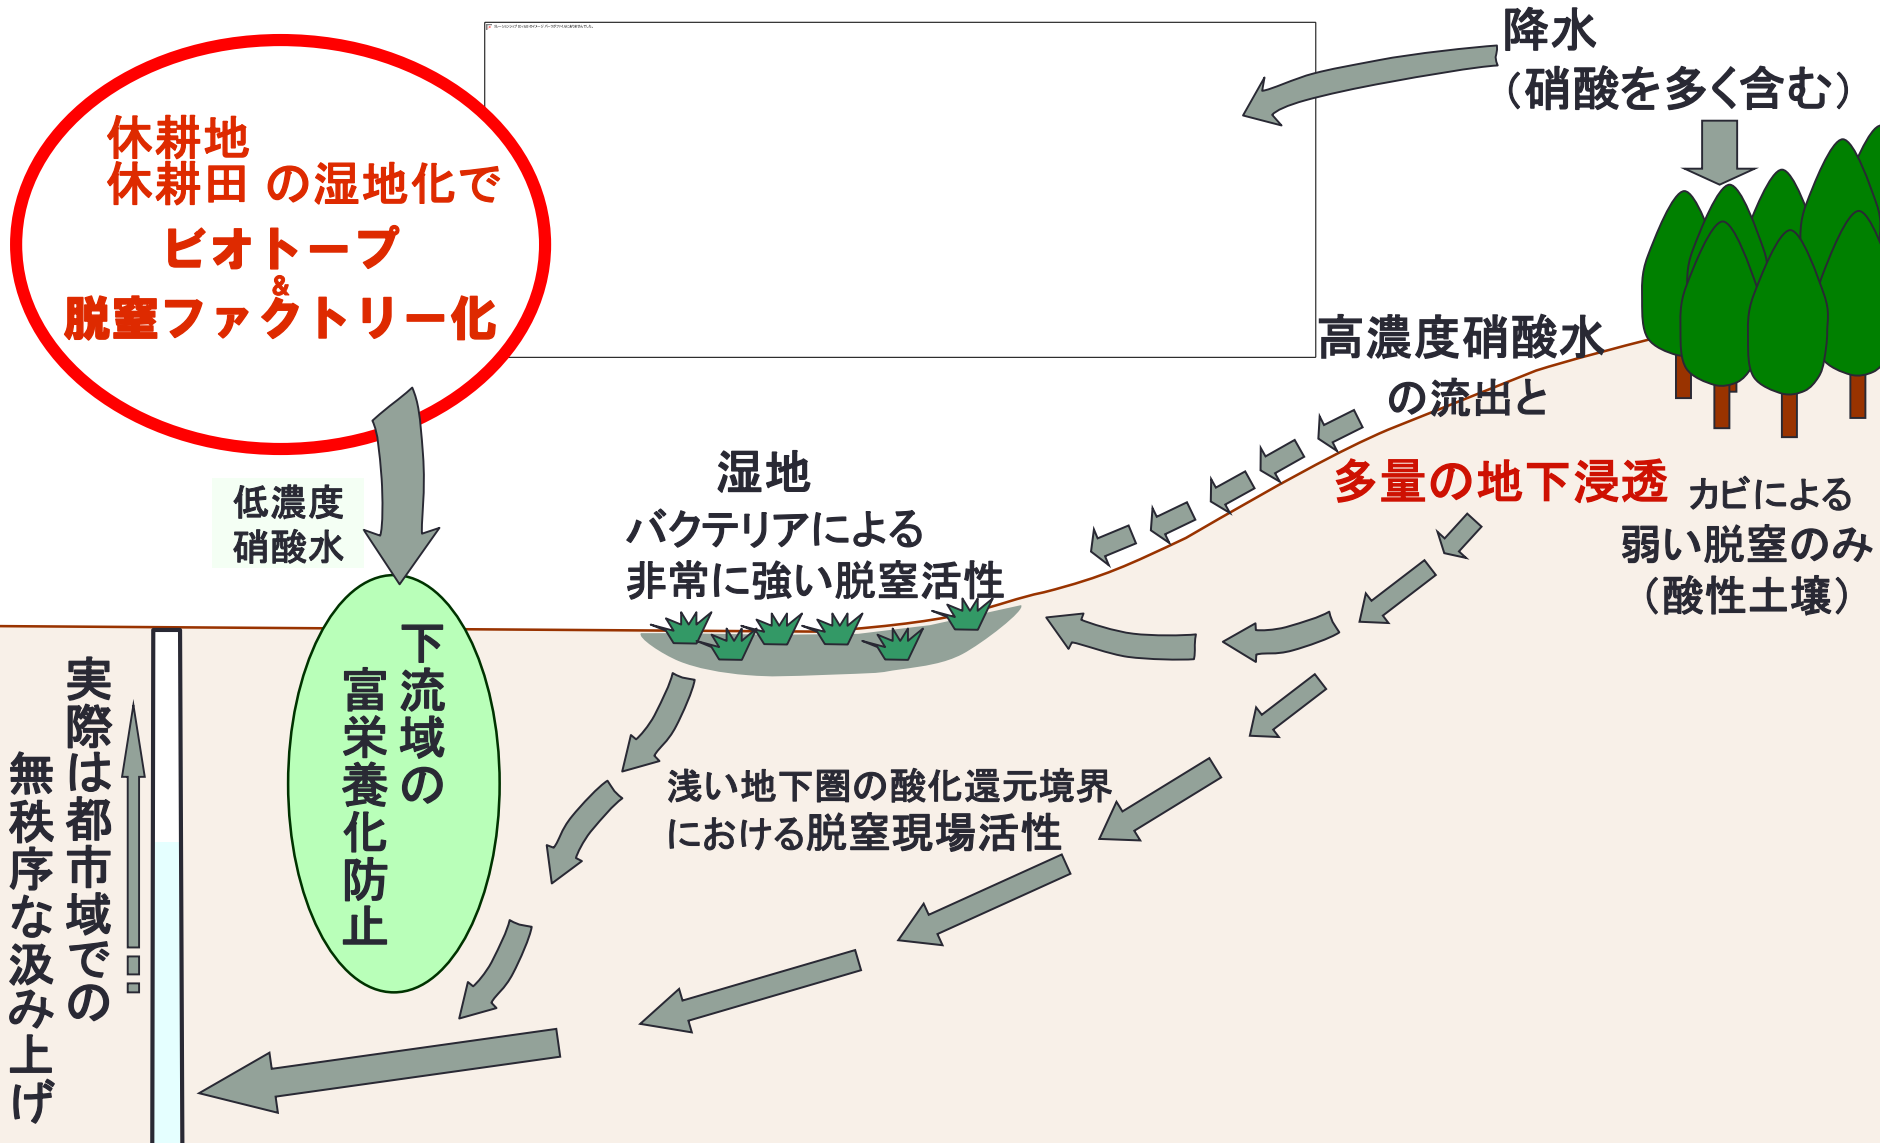 降水
（硝酸を多く含む）
休耕地
休耕田 の湿地化で
ビオトープ
&
脱窒ファクトリー化
高濃度硝酸水
の流出と
多量の地下浸透
カビによる
弱い脱窒のみ
（酸性土壌）
湿地
バクテリアによる
非常に強い脱窒活性
低濃度
硝酸水
下流域の
富栄養化防止
浅い地下圏の酸化還元境界
における脱窒現場活性
実際は都市域での
無秩序な汲み上げ